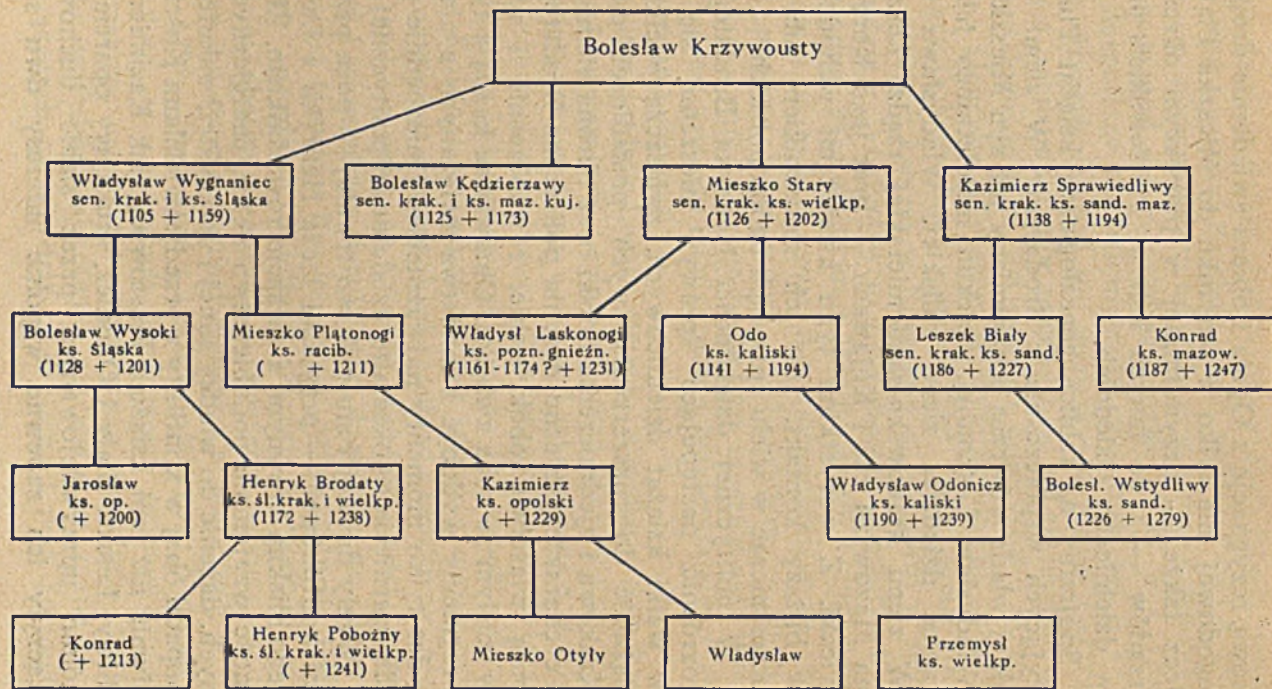 Bolesław Krzywousty
Władysław Wygnaniec
sen. krak. i ks. Śląska
(1105 + 1159)
Bolesław Kędzierzawy
sen. krak. i ks. maz. kuj.
(1125 + 1173)
Mieszko Stary
sen. krak. ks. wielkp.
(1126 + 1202)
Kazimierz Sprawiedliwy
sen. krak. ks. sand. maz.
(1138 + 1194)
Bolesław Wysoki
ks. Śląska
(1128 + 1201)
Mieszko Plątonogi
ks. racib.
( + 1211)
Władysł Laskonogi
ks. pozn. gnieźn.
(1161-1174? + 1231)
Odo
ks. kaliski
(1141 + 1194)
Leszek Biały
sen. krak. ks. sand.
(1186 + 1227)
Konrad
ks. mazow.
(1187 + 1247)
Jarosław
ks. op.
( + 1200)
Henryk Brodaty
ks. śl. krak. i wielkp.
(1172 + 1238)
Kazimierz
ks. opolski
( + 1229)
Władysław Odonicz
ks. kaliski
(1190 + 1239)
Bolesł. Wstydliwy
ks. sand.
(1226 + 1279)
Konrad
( + 1213)
Henryk Pobożny
ks. śl. krak. i wielkp.
( + 1241)
Mieszko Otyły
Władysław
Przemysł
ks. wielkp.